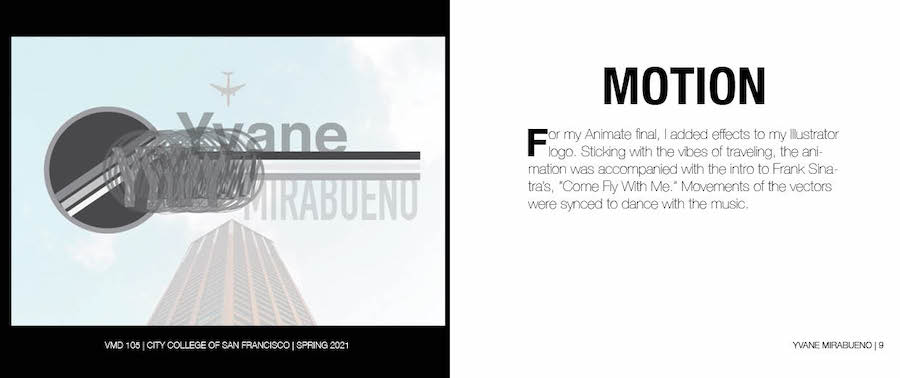 Yvane
MIRABUENO
VMD 105 | CITY COLLEGE OF SAN FRANCISCO | SPRING 2021
MOTION
For my Animate final, I added effects to my Illustrator
logo. Sticking with the vibes of traveling, the ani-
mation was accompanied with the intro to Frank Sina-
tra's, "Come Fly With Me." Movements of the vectors
were synced to dance with the music.
YVANE MIRABUENO | 9